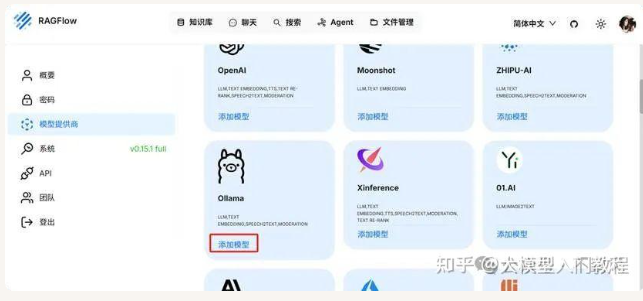 RAGFlow
知识库 聊天 搜索 Agent 文件管理
简体中文
概要
密码
模型提供商
系统 v0.15.1 full
API
团队
登出
OpenAI
LLM,TEXT EMBEDDING,TTS,TEXT RE-
RANK,SPEECH2TEXT,MODERATION
添加模型
Moonshot
LLM,TEXT EMBEDDING
添加模型
ZHIPU-AI
LLM,TEXT
EMBEDDING,SPEECH2TEXT,MODERATION
添加模型
Ollama
LLM,TEXT
EMBEDDING,SPEECH2TEXT,MODERATION
添加模型
Xinference
LLM,TEXT
EMBEDDING,TTS,SPEECH2TEXT,MODERATION,
TEXT RE-RANK
添加模型
Yi
01.AI
LLM,IMAGE2TEXT
添加模型
知乎 @大模型入门教程